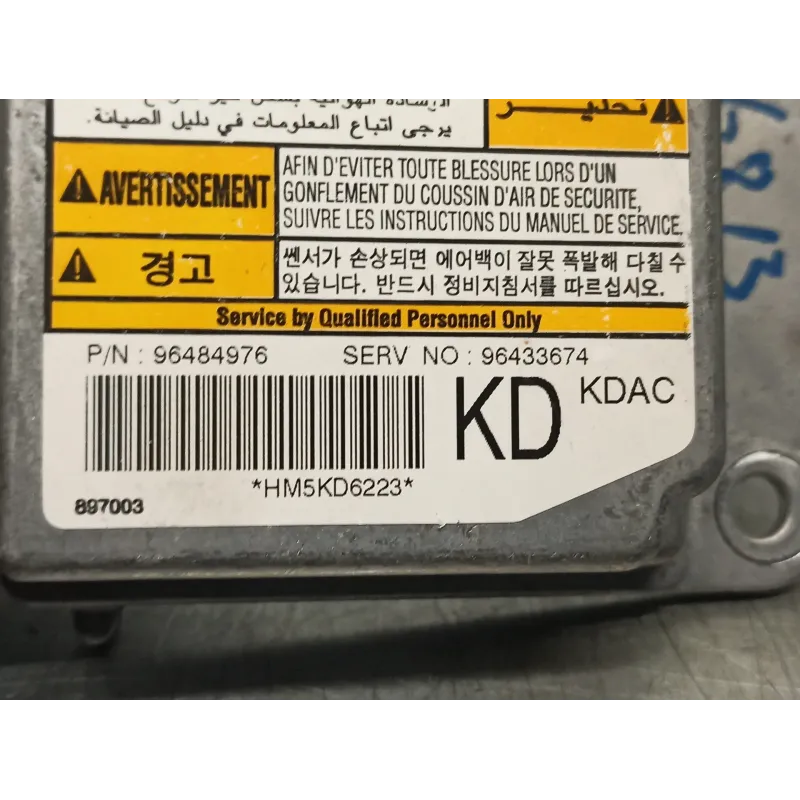 يرجى اتباع المعلومات في دليل الصيانة.
تحذير
AVERTISSEMENT
AFIN D'EVITER TOUTE BLESSURE LORS D'UN
GONFLEMENT DU COUSSIN D'AIR DE SECURITE,
SUIVRE LES INSTRUCTIONS DU MANUEL DE SERVICE.
경고
쎈서가 손상되면 에어백이 잘못 폭발해 다칠 수
있습니다. 반드시 정비지침서를 따르십시오.
Service by Qualified Personnel Only
P/N : 96484976 SERV NO : 96433674
KD KDAC
*HM5KD6223*
897003